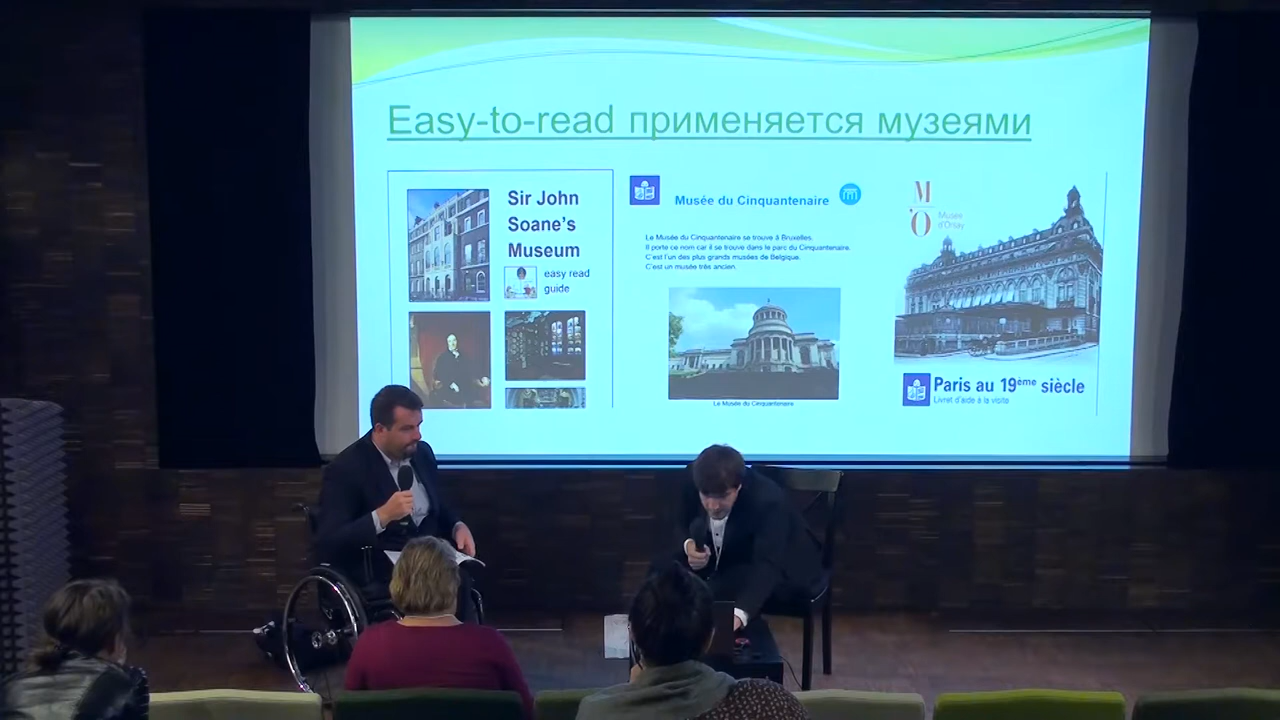 Easy-to-read применяется музеями
Sir John
Soane's
Museum
easy read
guide
Musée du Cinquantenaire
Le Musée du Cinquantenaire se trouve à Bruxelles.
Il porte ce nom car il se trouve dans le parc du Cinquantenaire.
C'est l'un des plus grands musées de Belgique.
C'est un musée très ancien.
Le Musée du Cinquantenaire
M
'O
Musée
d'Orsay
Paris au 19ème siècle
Livret d'aide à la visite